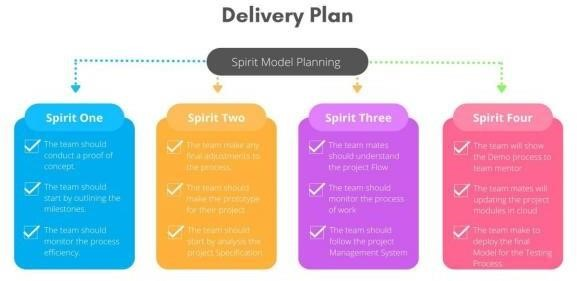 Delivery Plan
Spirit Model Planning
Spirit One
The team should
conduct a proof of
concept.
The team should
start by outlining the
milestones.
The team should
monitor the process
efficiency.
Spirit Two
The team make any
final adjustments to
the process.
The team should
make the prototype
for their project
The team should
start by analysis the
project Specification
Spirit Three
The team mates
should understand
the project Flow
The team should
monitor the process
of work
The team should
follow the project
Management System
Spirit Four
The team will show
the Demo process to
team mentor
The team mates will
updating the project
modules in cloud
The team make to
deploy the final
Model for the Testing
Process